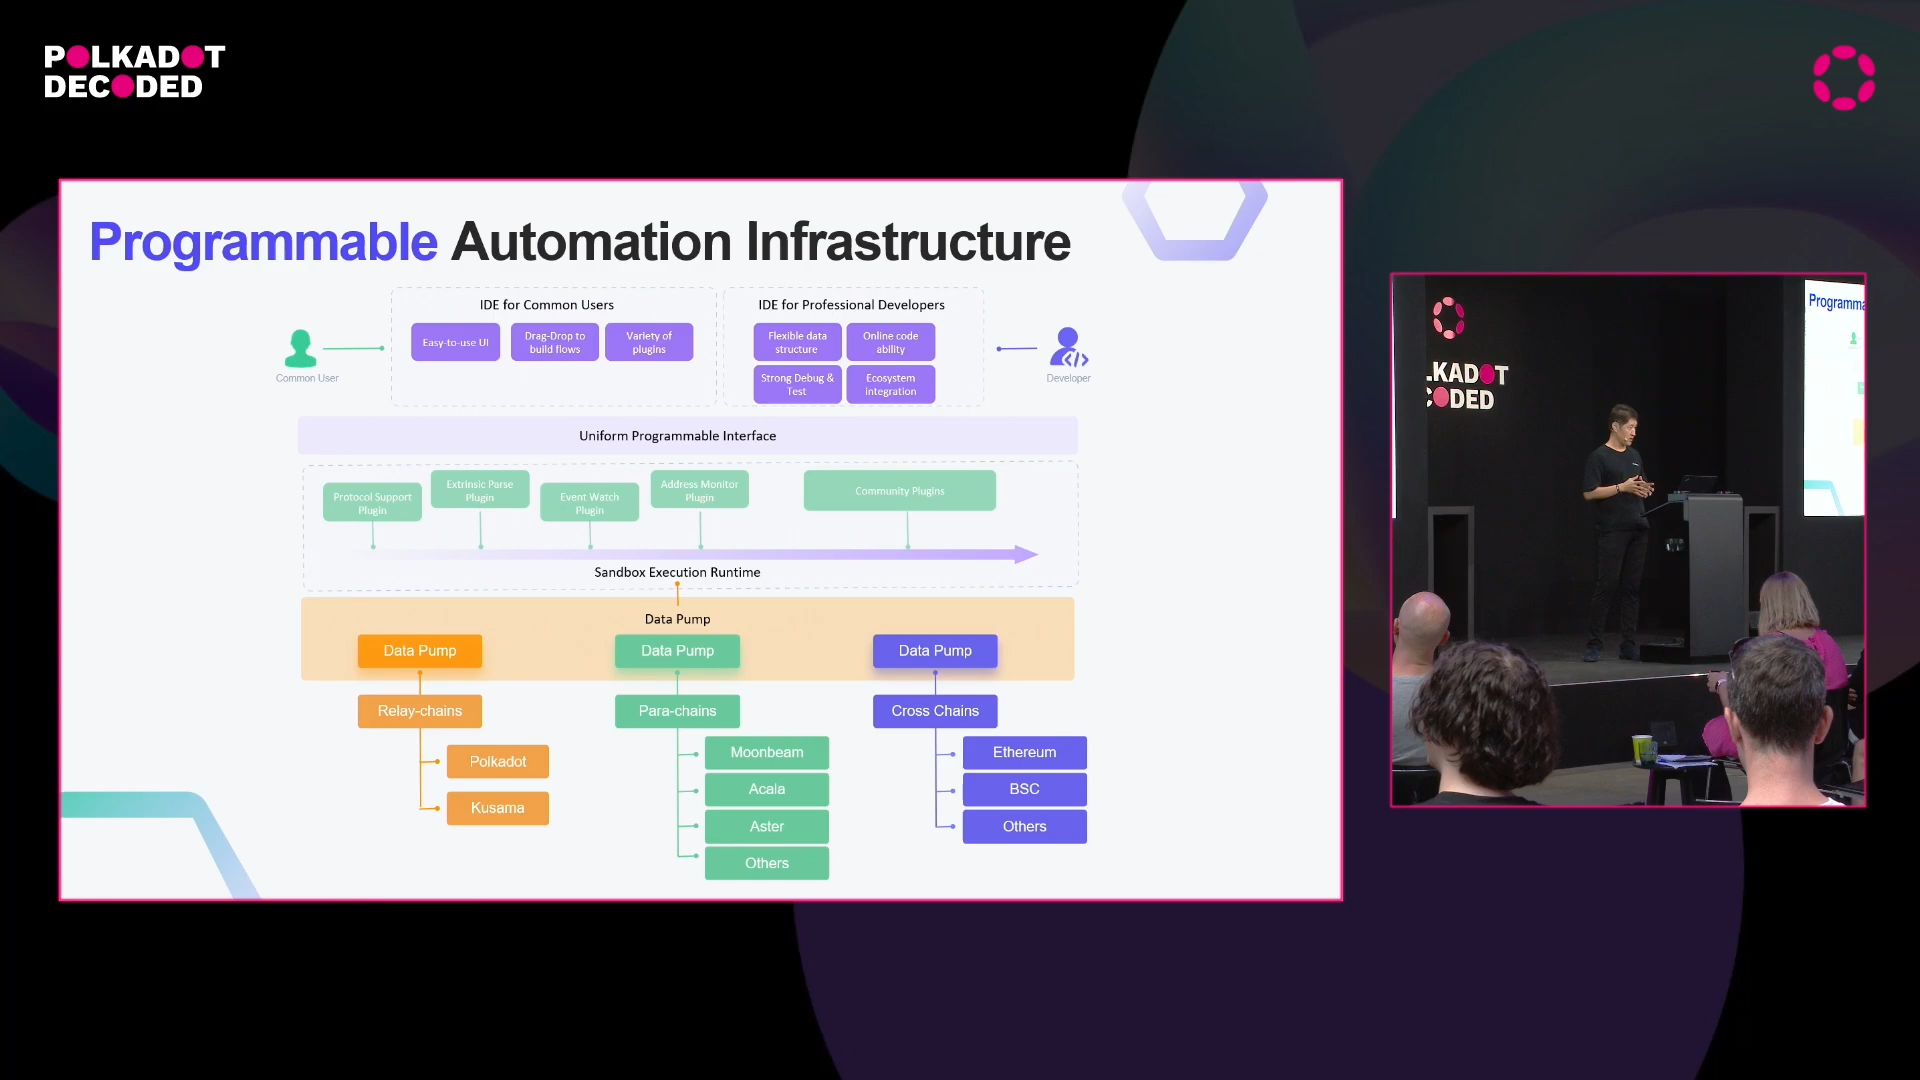 POLKADOT
DECODED
Programmable Automation Infrastructure
IDE for Common Users
Easy-to-use UI
Drag-Drop to
build flows
Variety of
plugins
Common User
IDE for Professional Developers
Flexible data
structure
Online code
ability
Strong Debug &
Test
Ecosystem
integration
Developer
Uniform Programmable Interface
Protocol Support
Plugin
Extrinsic Parse
Plugin
Event Watch
Plugin
Address Monitor
Plugin
Community Plugins
Sandbox Execution Runtime
Data Pump
Data Pump
Data Pump
Data Pump
Relay-chains
Para-chains
Cross Chains
Polkadot
Kusama
Moonbeam
Acala
Aster
Others
Ethereum
BSC
Others
LKADOT
CODED
Programma